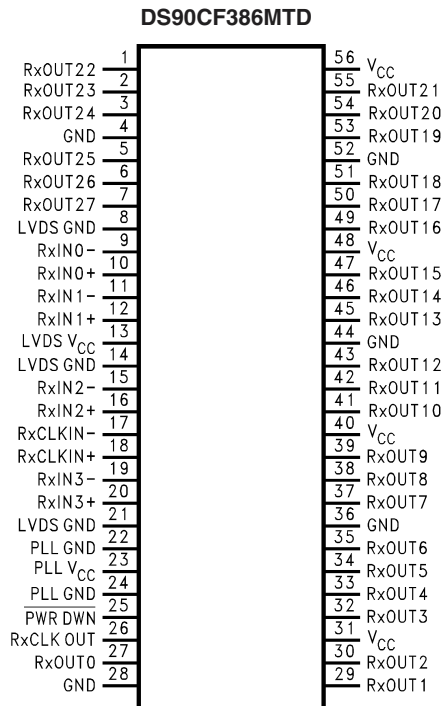 DS90CF386MTD
RxOUT22 1
RxOUT23 2
RxOUT24 3
GND 4
RxOUT25 5
RxOUT26 6
RxOUT27 7
LVDS GND 8
RxIN0- 9
RxIN0+ 10
RxIN1- 11
RxIN1+ 12
LVDS VCC 13
LVDS GND 14
RxIN2- 15
RxIN2+ 16
RxCLKIN- 17
RxCLKIN+ 18
RxIN3- 19
RxIN3+ 20
LVDS GND 21
PLL GND 22
PLL VCC 23
PLL GND 24
PWR DWN 25
RxCLK OUT 26
RxOUT0 27
GND 28
56 VCC
55 RxOUT21
54 RxOUT20
53 RxOUT19
52 GND
51 RxOUT18
50 RxOUT17
49 RxOUT16
48 VCC
47 RxOUT15
46 RxOUT14
45 RxOUT13
44 GND
43 RxOUT12
42 RxOUT11
41 RxOUT10
40 VCC
39 RxOUT9
38 RxOUT8
37 RxOUT7
36 GND
35 RxOUT6
34 RxOUT5
33 RxOUT4
32 RxOUT3
31 VCC
30 RxOUT2
29 RxOUT1